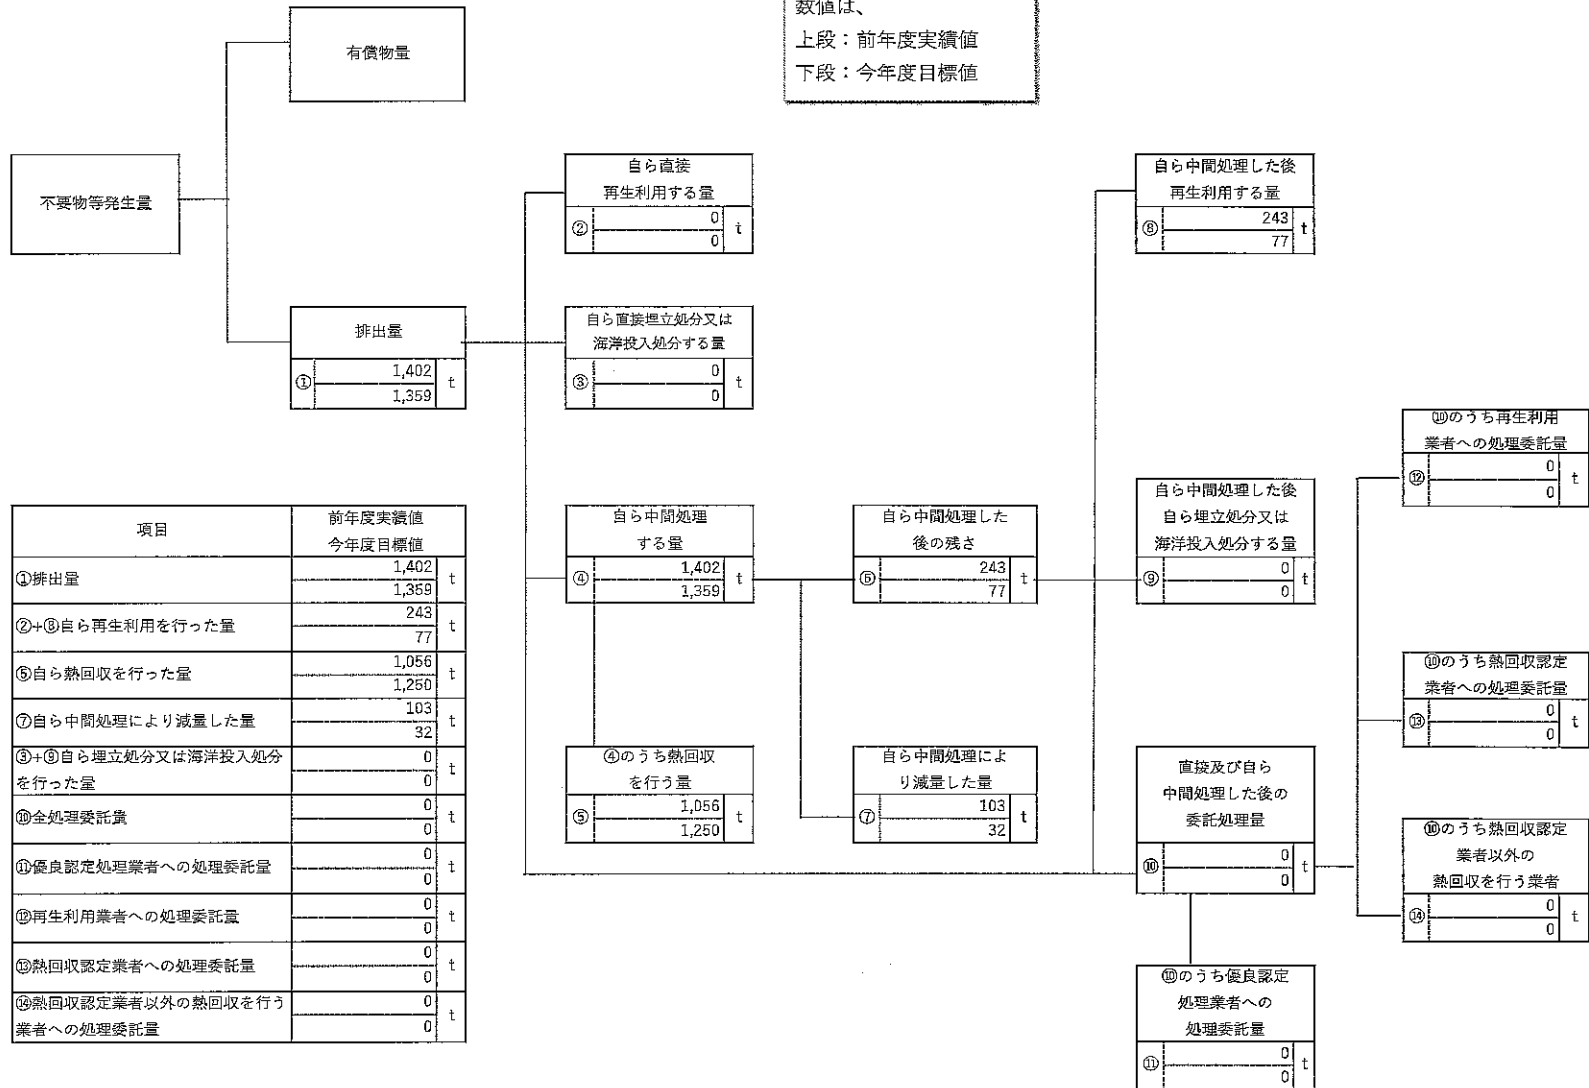 数値は、
上段：前年度実績値
下段：今年度目標値
有償物量
不要物等発生量
排出量
① 1,402 t
1,359
自ら直接
再生利用する量
② 0 t
0
自ら直接埋立処分又は
海洋投入処分する量
③ 0 t
0
自ら中間処理した後
再生利用する量
⑧ 243 t
77
自ら中間処理
する量
④ 1,402 t
1,359
自ら中間処理した
後の残さ
⑥ 243 t
77
自ら中間処理した後
自ら埋立処分又は
海洋投入処分する量
⑨ 0 t
0
⑩のうち再生利用
業者への処理委託量
⑫ 0 t
0
④のうち熱回収
を行う量
⑤ 1,056 t
1,250
自ら中間処理によ
り減量した量
⑦ 103 t
32
直接及び自ら
中間処理した後の
委託処理量
⑩ 0 t
0
⑩のうち熱回収認定
業者への処理委託量
⑬ 0 t
0
⑩のうち熱回収認定
業者以外の
熱回収を行う業者
⑭ 0 t
0
⑩のうち優良認定
処理業者への
処理委託量
⑪ 0 t
0
項目 前年度実績値
今年度目標値
①排出量 1,402 t
1,359
②+⑧自ら再生利用を行った量 243 t
77
⑤自ら熱回収を行った量 1,056 t
1,250
⑦自ら中間処理により減量した量 103 t
32
③+⑨自ら埋立処分又は海洋投入処分 0 t
を行った量 0
⑩全処理委託量 0 t
0
⑪優良認定処理業者への処理委託量 0 t
0
⑫再生利用業者への処理委託量 0 t
0
⑬熱回収認定業者への処理委託量 0 t
0
⑭熱回収認定業者以外の熱回収を行う 0 t
業者への処理委託量 0